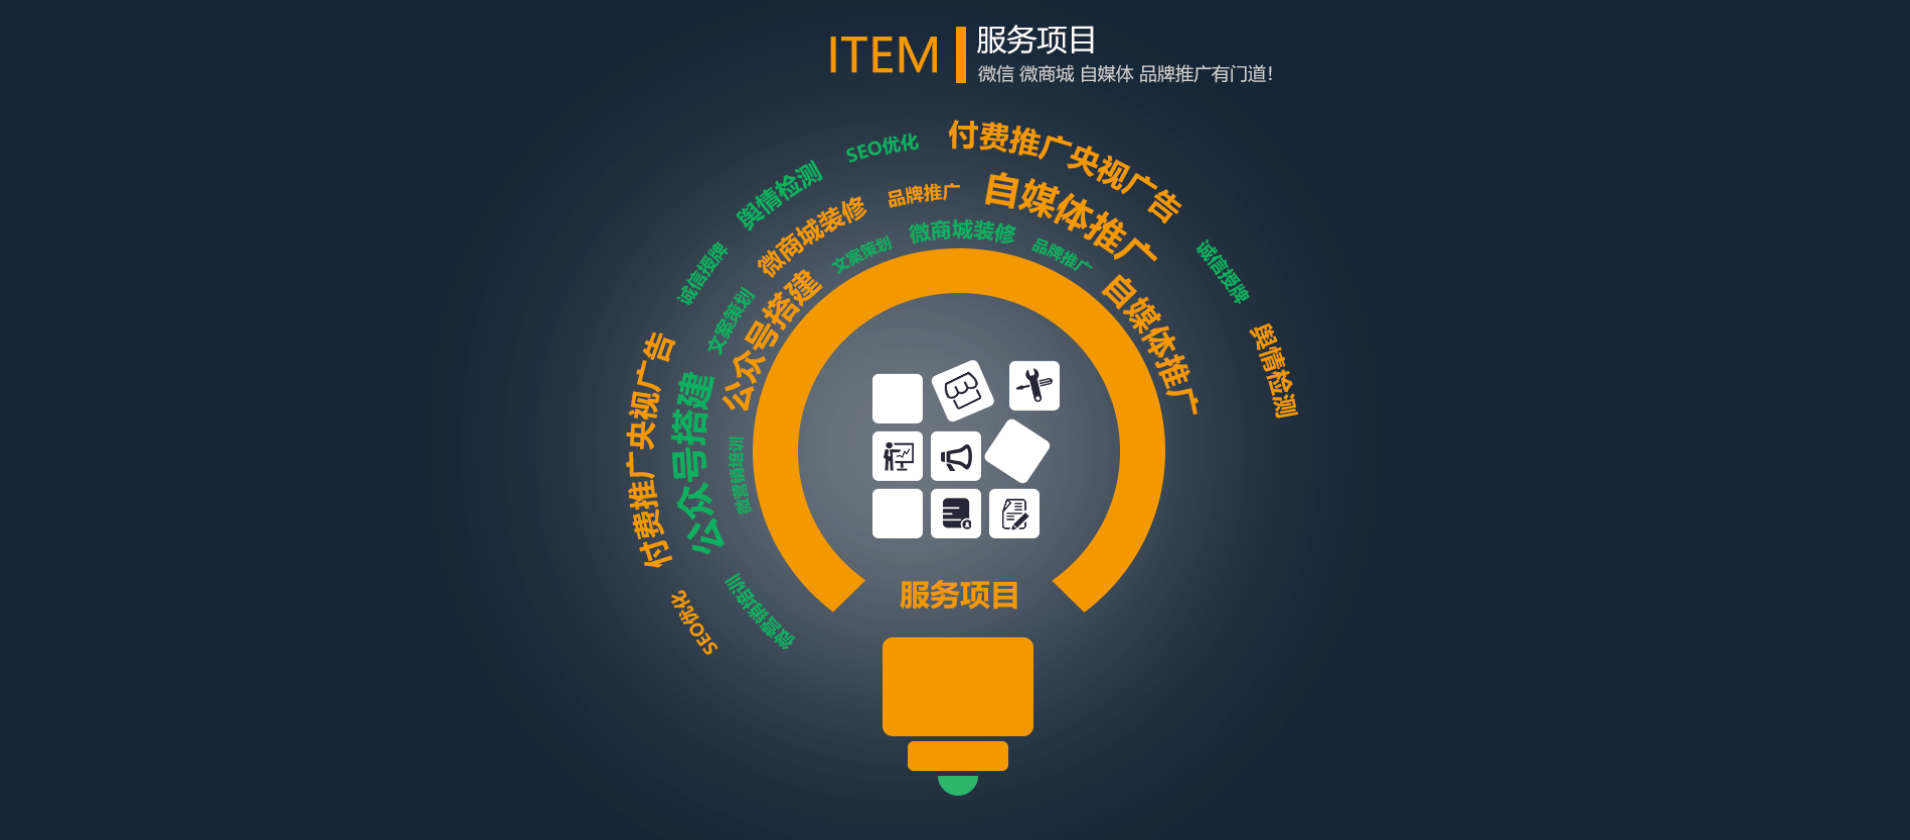 ITEM
服务项目
微信 微商城 自媒体 品牌推广有门道!
付费推广央视广告
SEO优化
舆情检测
诚信授牌
付费推广央视广告
SEO优化
自媒体推广
品牌推广
微商城装修
文案策划
公众号搭建
微营销培训
诚信授牌
舆情检测
微商城装修
品牌推广
文案策划
公众号搭建
微营销培训
自媒体推广
服务项目